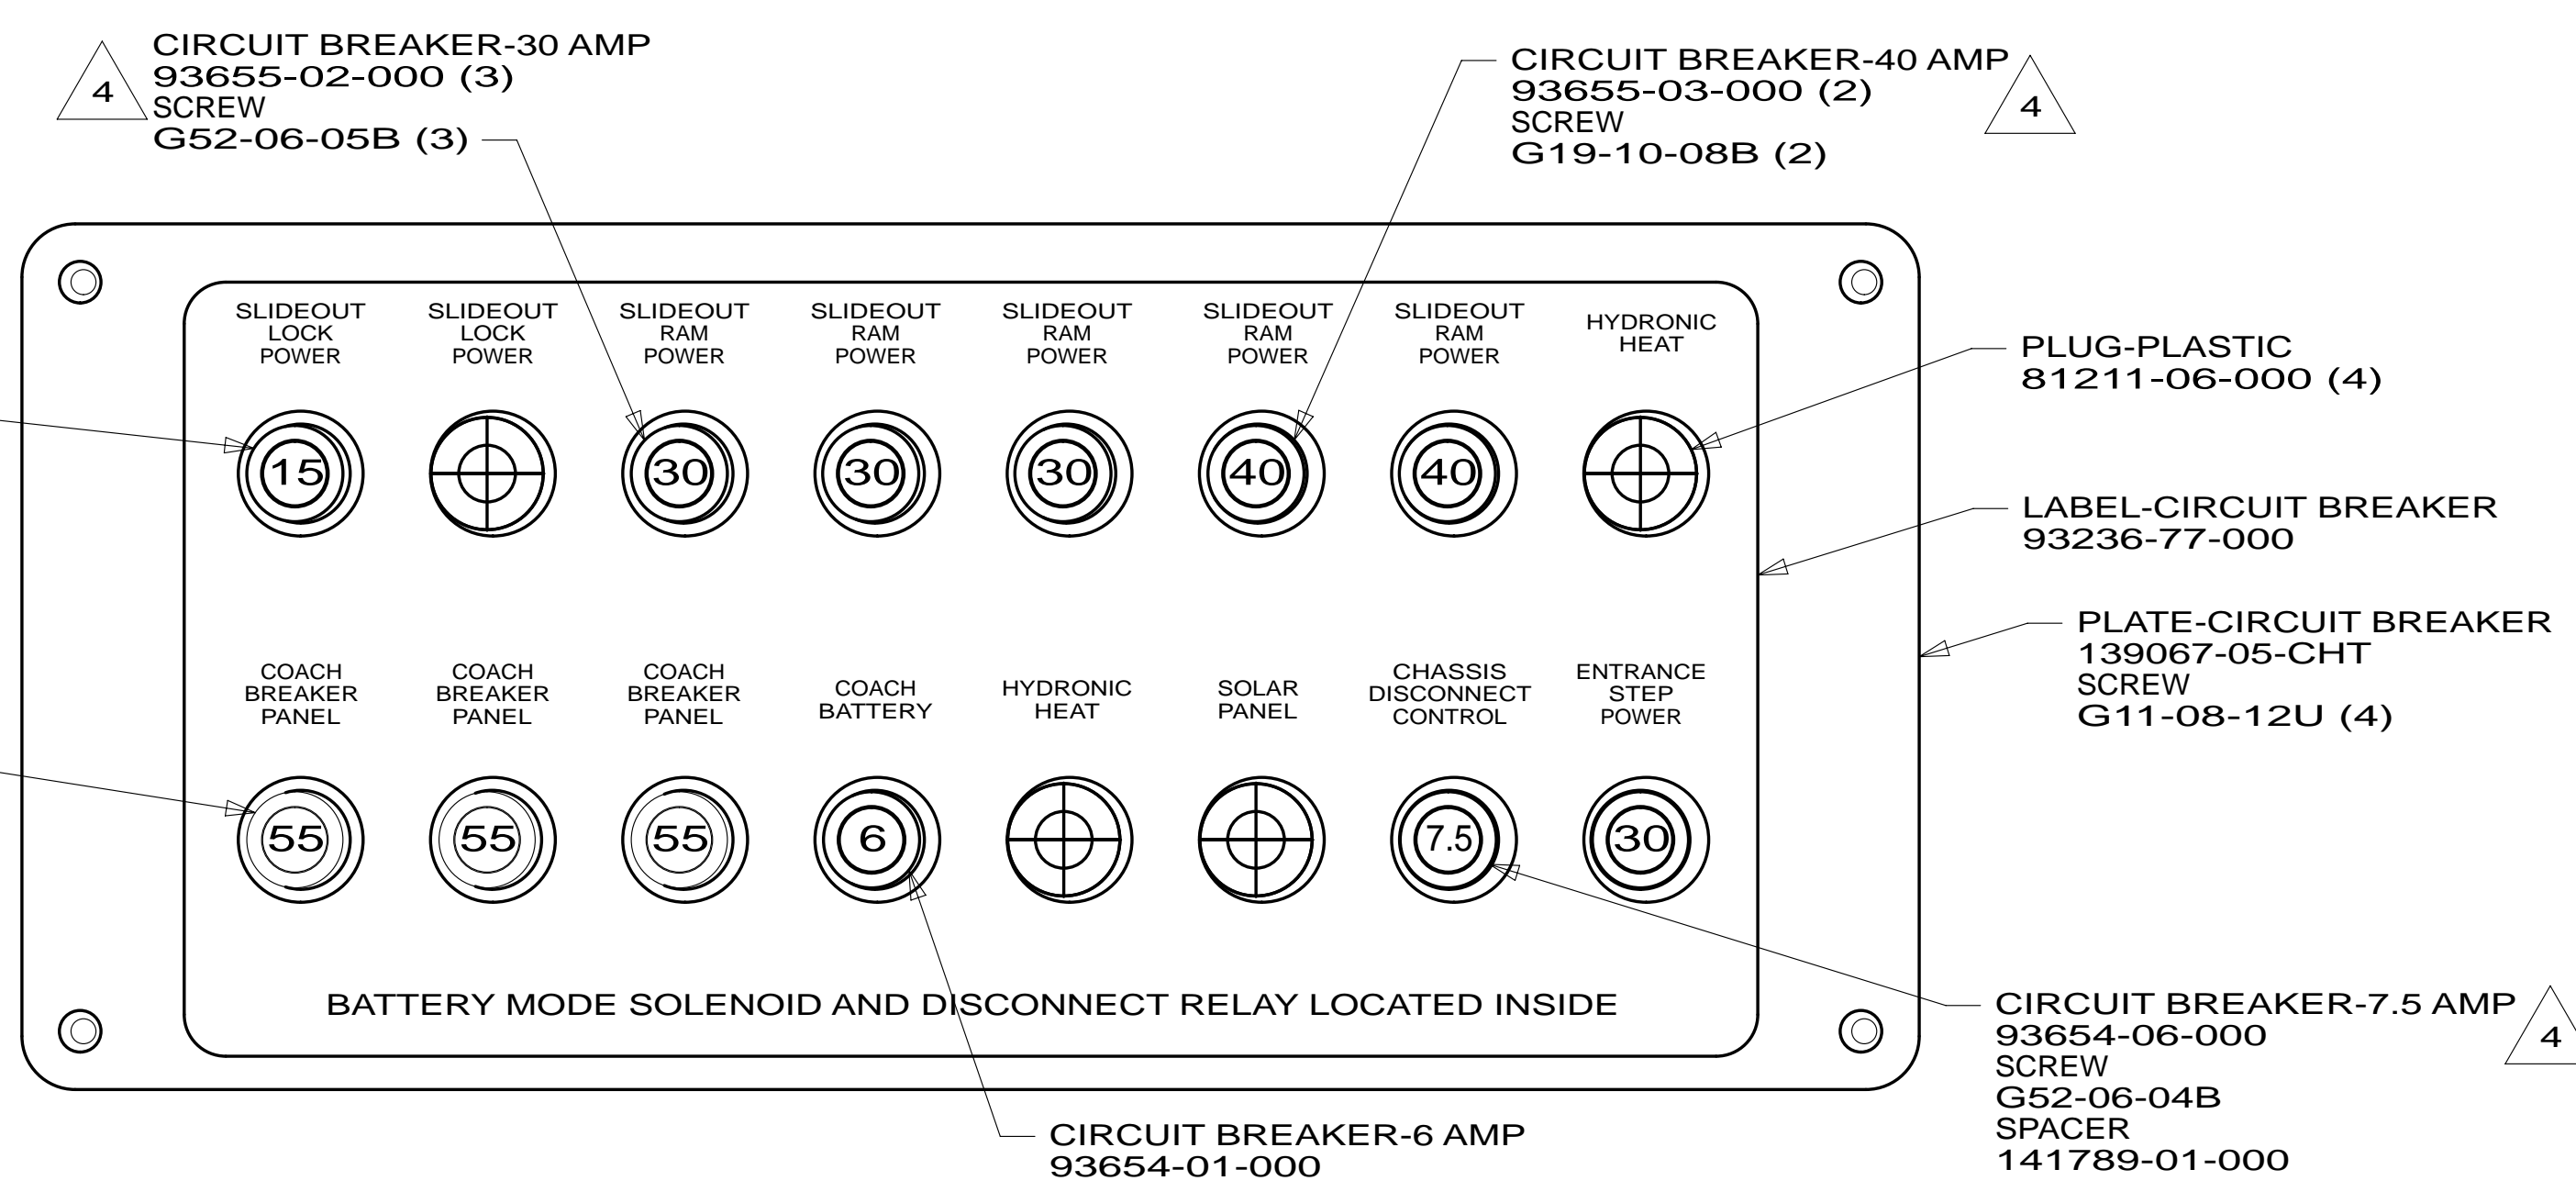 CIRCUIT BREAKER-30 AMP
93655-02-000 (3)
SCREW
G52-06-05B (3)
4
CIRCUIT BREAKER-40 AMP
93655-03-000 (2)
SCREW
G19-10-08B (2)
4
SLIDEOUT
LOCK
POWER
SLIDEOUT
LOCK
POWER
SLIDEOUT
RAM
POWER
SLIDEOUT
RAM
POWER
SLIDEOUT
RAM
POWER
SLIDEOUT
RAM
POWER
SLIDEOUT
RAM
POWER
HYDRONIC
HEAT
15
30
30
30
40
40
PLUG-PLASTIC
81211-06-000 (4)
LABEL-CIRCUIT BREAKER
93236-77-000
PLATE-CIRCUIT BREAKER
139067-05-CHT
SCREW
G11-08-12U (4)
COACH
BREAKER
PANEL
COACH
BREAKER
PANEL
COACH
BREAKER
PANEL
COACH
BATTERY
HYDRONIC
HEAT
SOLAR
PANEL
CHASSIS
DISCONNECT
CONTROL
ENTRANCE
STEP
POWER
55
55
55
6
7.5
30
BATTERY MODE SOLENOID AND DISCONNECT RELAY LOCATED INSIDE
CIRCUIT BREAKER-7.5 AMP
93654-06-000
SCREW
G52-06-04B
SPACER
141789-01-000
4
CIRCUIT BREAKER-6 AMP
93654-01-000